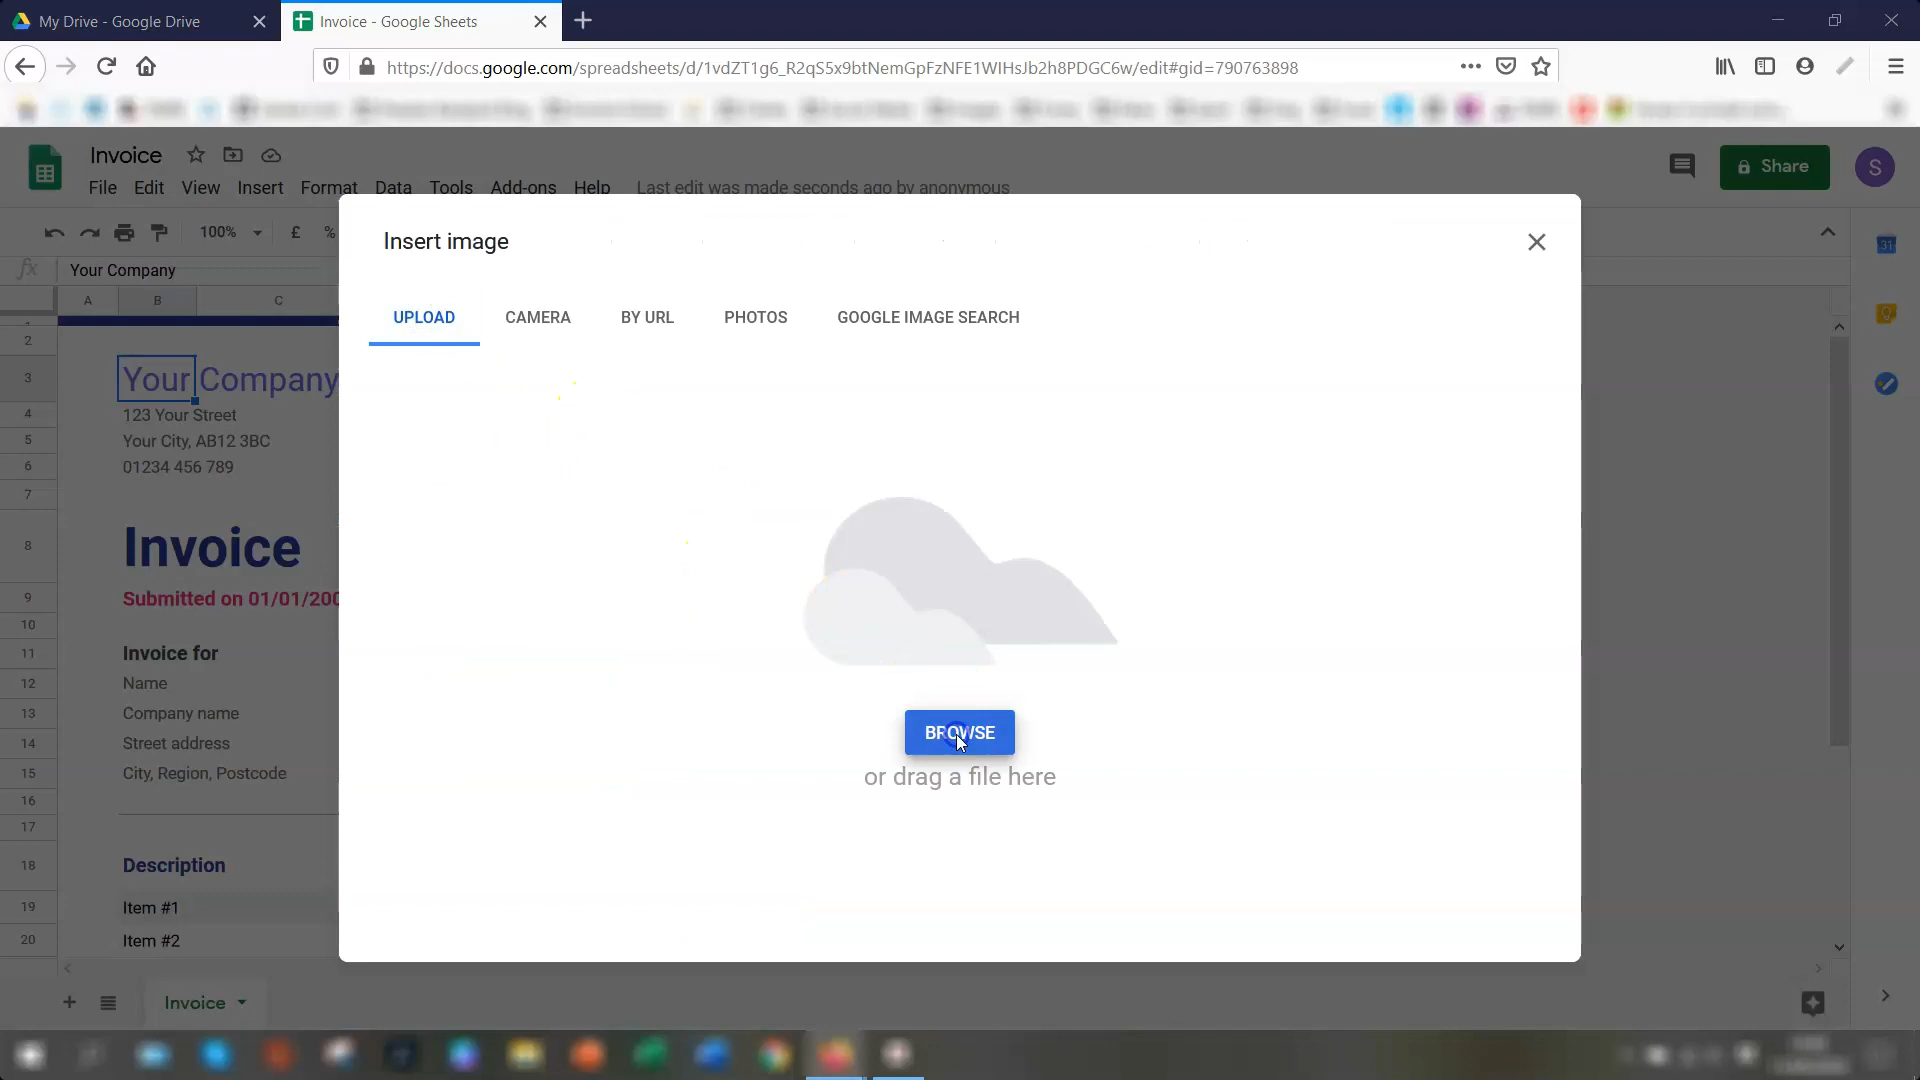 My Drive - Google Drive
Invoice - Google Sheets
https://docs.google.com/spreadsheets/d/1vdZT1g6_R2qS5x9btNemGpFzNFE1WIHsJb2h8PDGC6w/edit#gid=790763898
Invoice
Share
S
File Edit View Insert Format Data Tools Add-ons Help Last edit was made seconds ago by anonymous
100% £ %
31
fx Your Company
A B C
Insert image
UPLOAD CAMERA BY URL PHOTOS GOOGLE IMAGE SEARCH
2
3 Your Company
4 123 Your Street
5 Your City, AB12 3BC
6 01234 456 789
7
8 Invoice
9 Submitted on 01/01/200
10
11 Invoice for
12 Name
13 Company name
14 Street address
15 City, Region, Postcode
16
17
18 Description
19 Item #1
20 Item #2
BROWSE
or drag a file here
Invoice